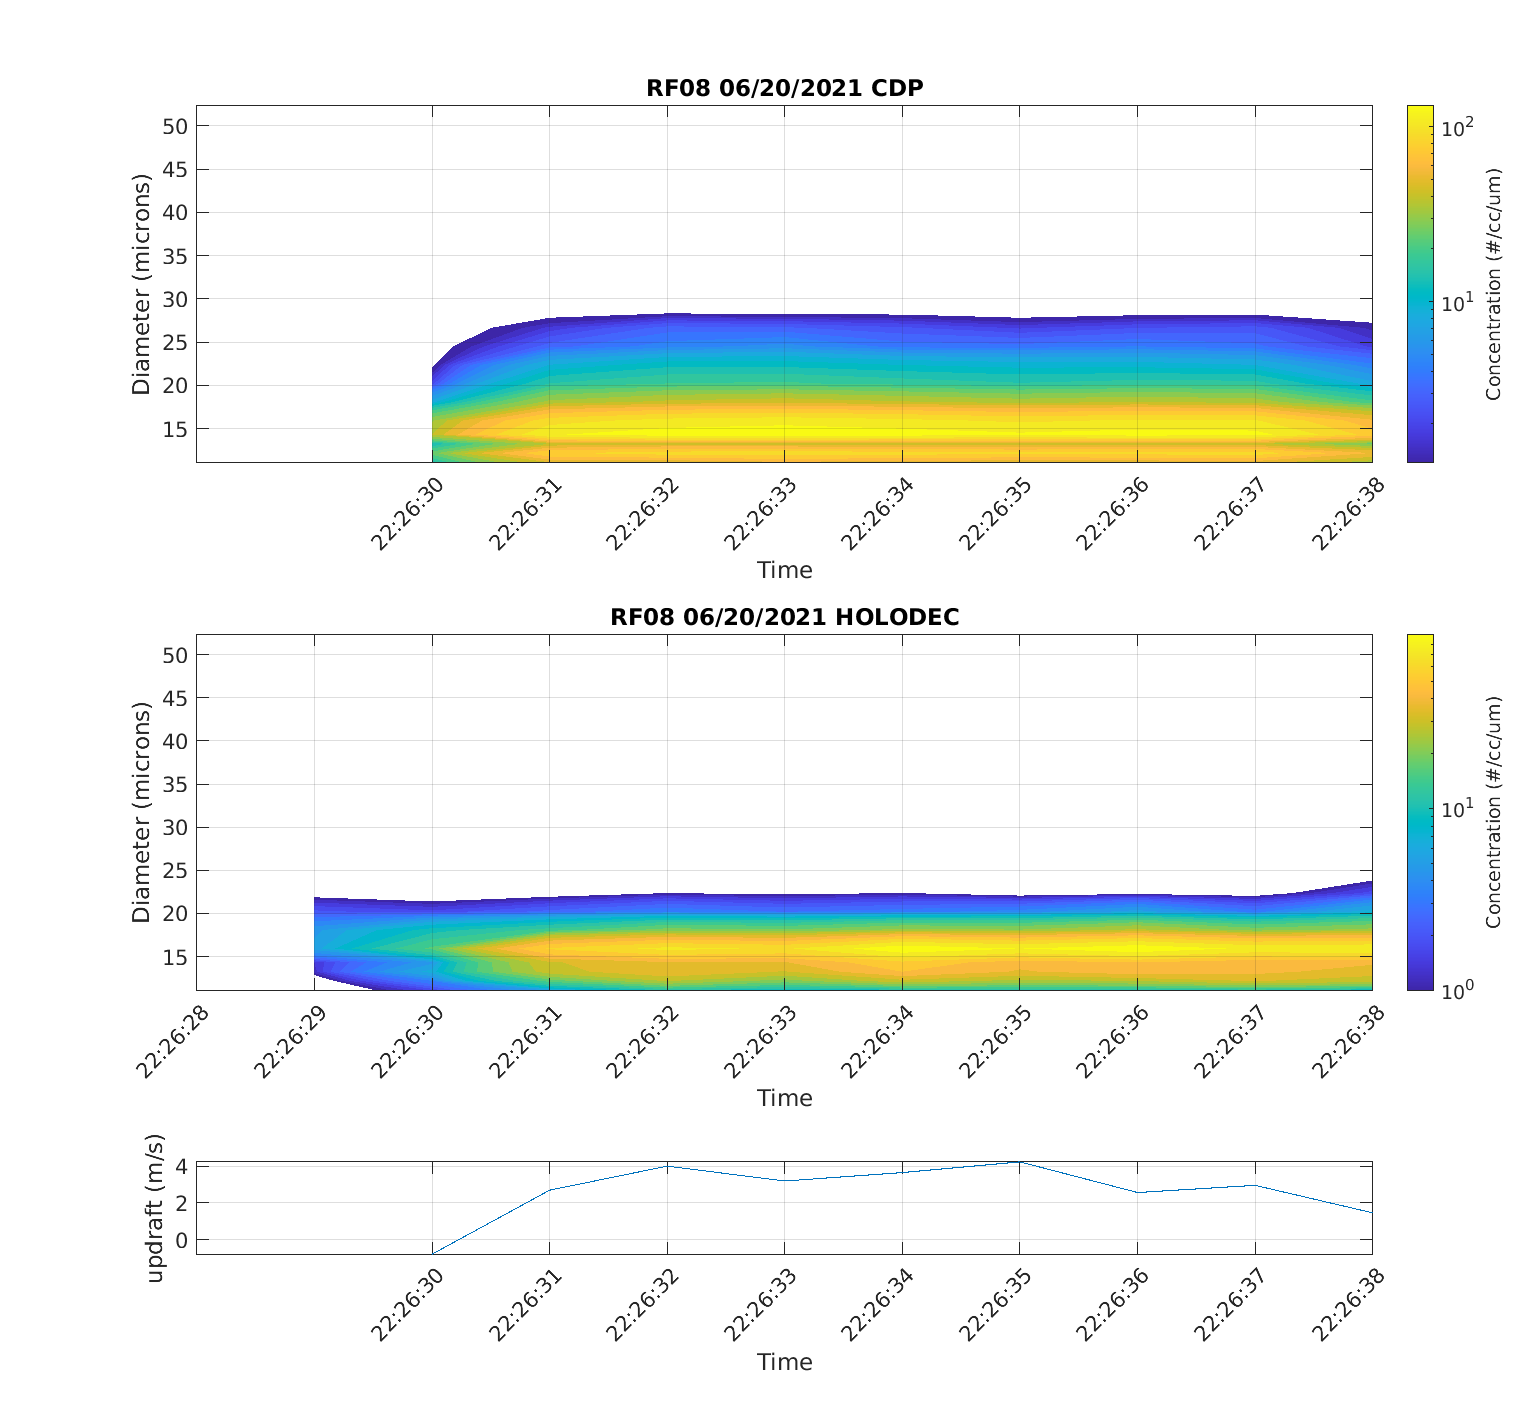 RF08 06/20/2021 CDP
Diameter (microns)
50
45
40
35
30
25
20
15
22:26:30 22:26:31 22:26:32 22:26:33 22:26:34 22:26:35 22:26:36 22:26:37 22:26:38
Time
10^2
10^1
Concentration (#/cc/um)
RF08 06/20/2021 HOLODEC
Diameter (microns)
50
45
40
35
30
25
20
15
22:26:28 22:26:29 22:26:30 22:26:31 22:26:32 22:26:33 22:26:34 22:26:35 22:26:36 22:26:37 22:26:38
Time
10^1
10^0
Concentration (#/cc/um)
updraft (m/s)
4
2
0
22:26:30 22:26:31 22:26:32 22:26:33 22:26:34 22:26:35 22:26:36 22:26:37 22:26:38
Time